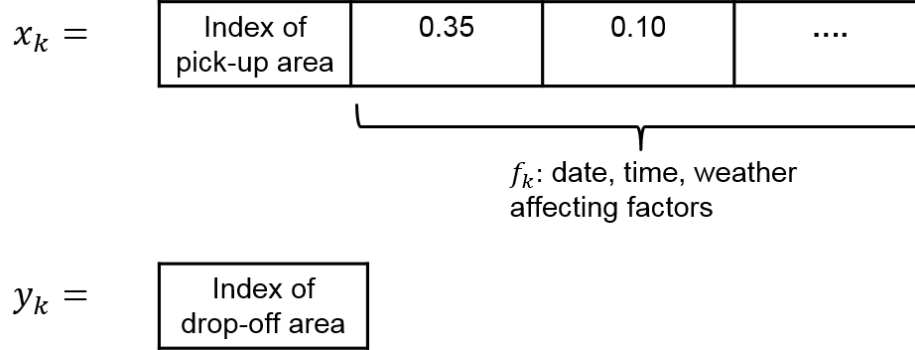 x_k =
Index of pick-up area
0.35
0.10
....
f_k: date, time, weather
affecting factors
y_k =
Index of
drop-off area